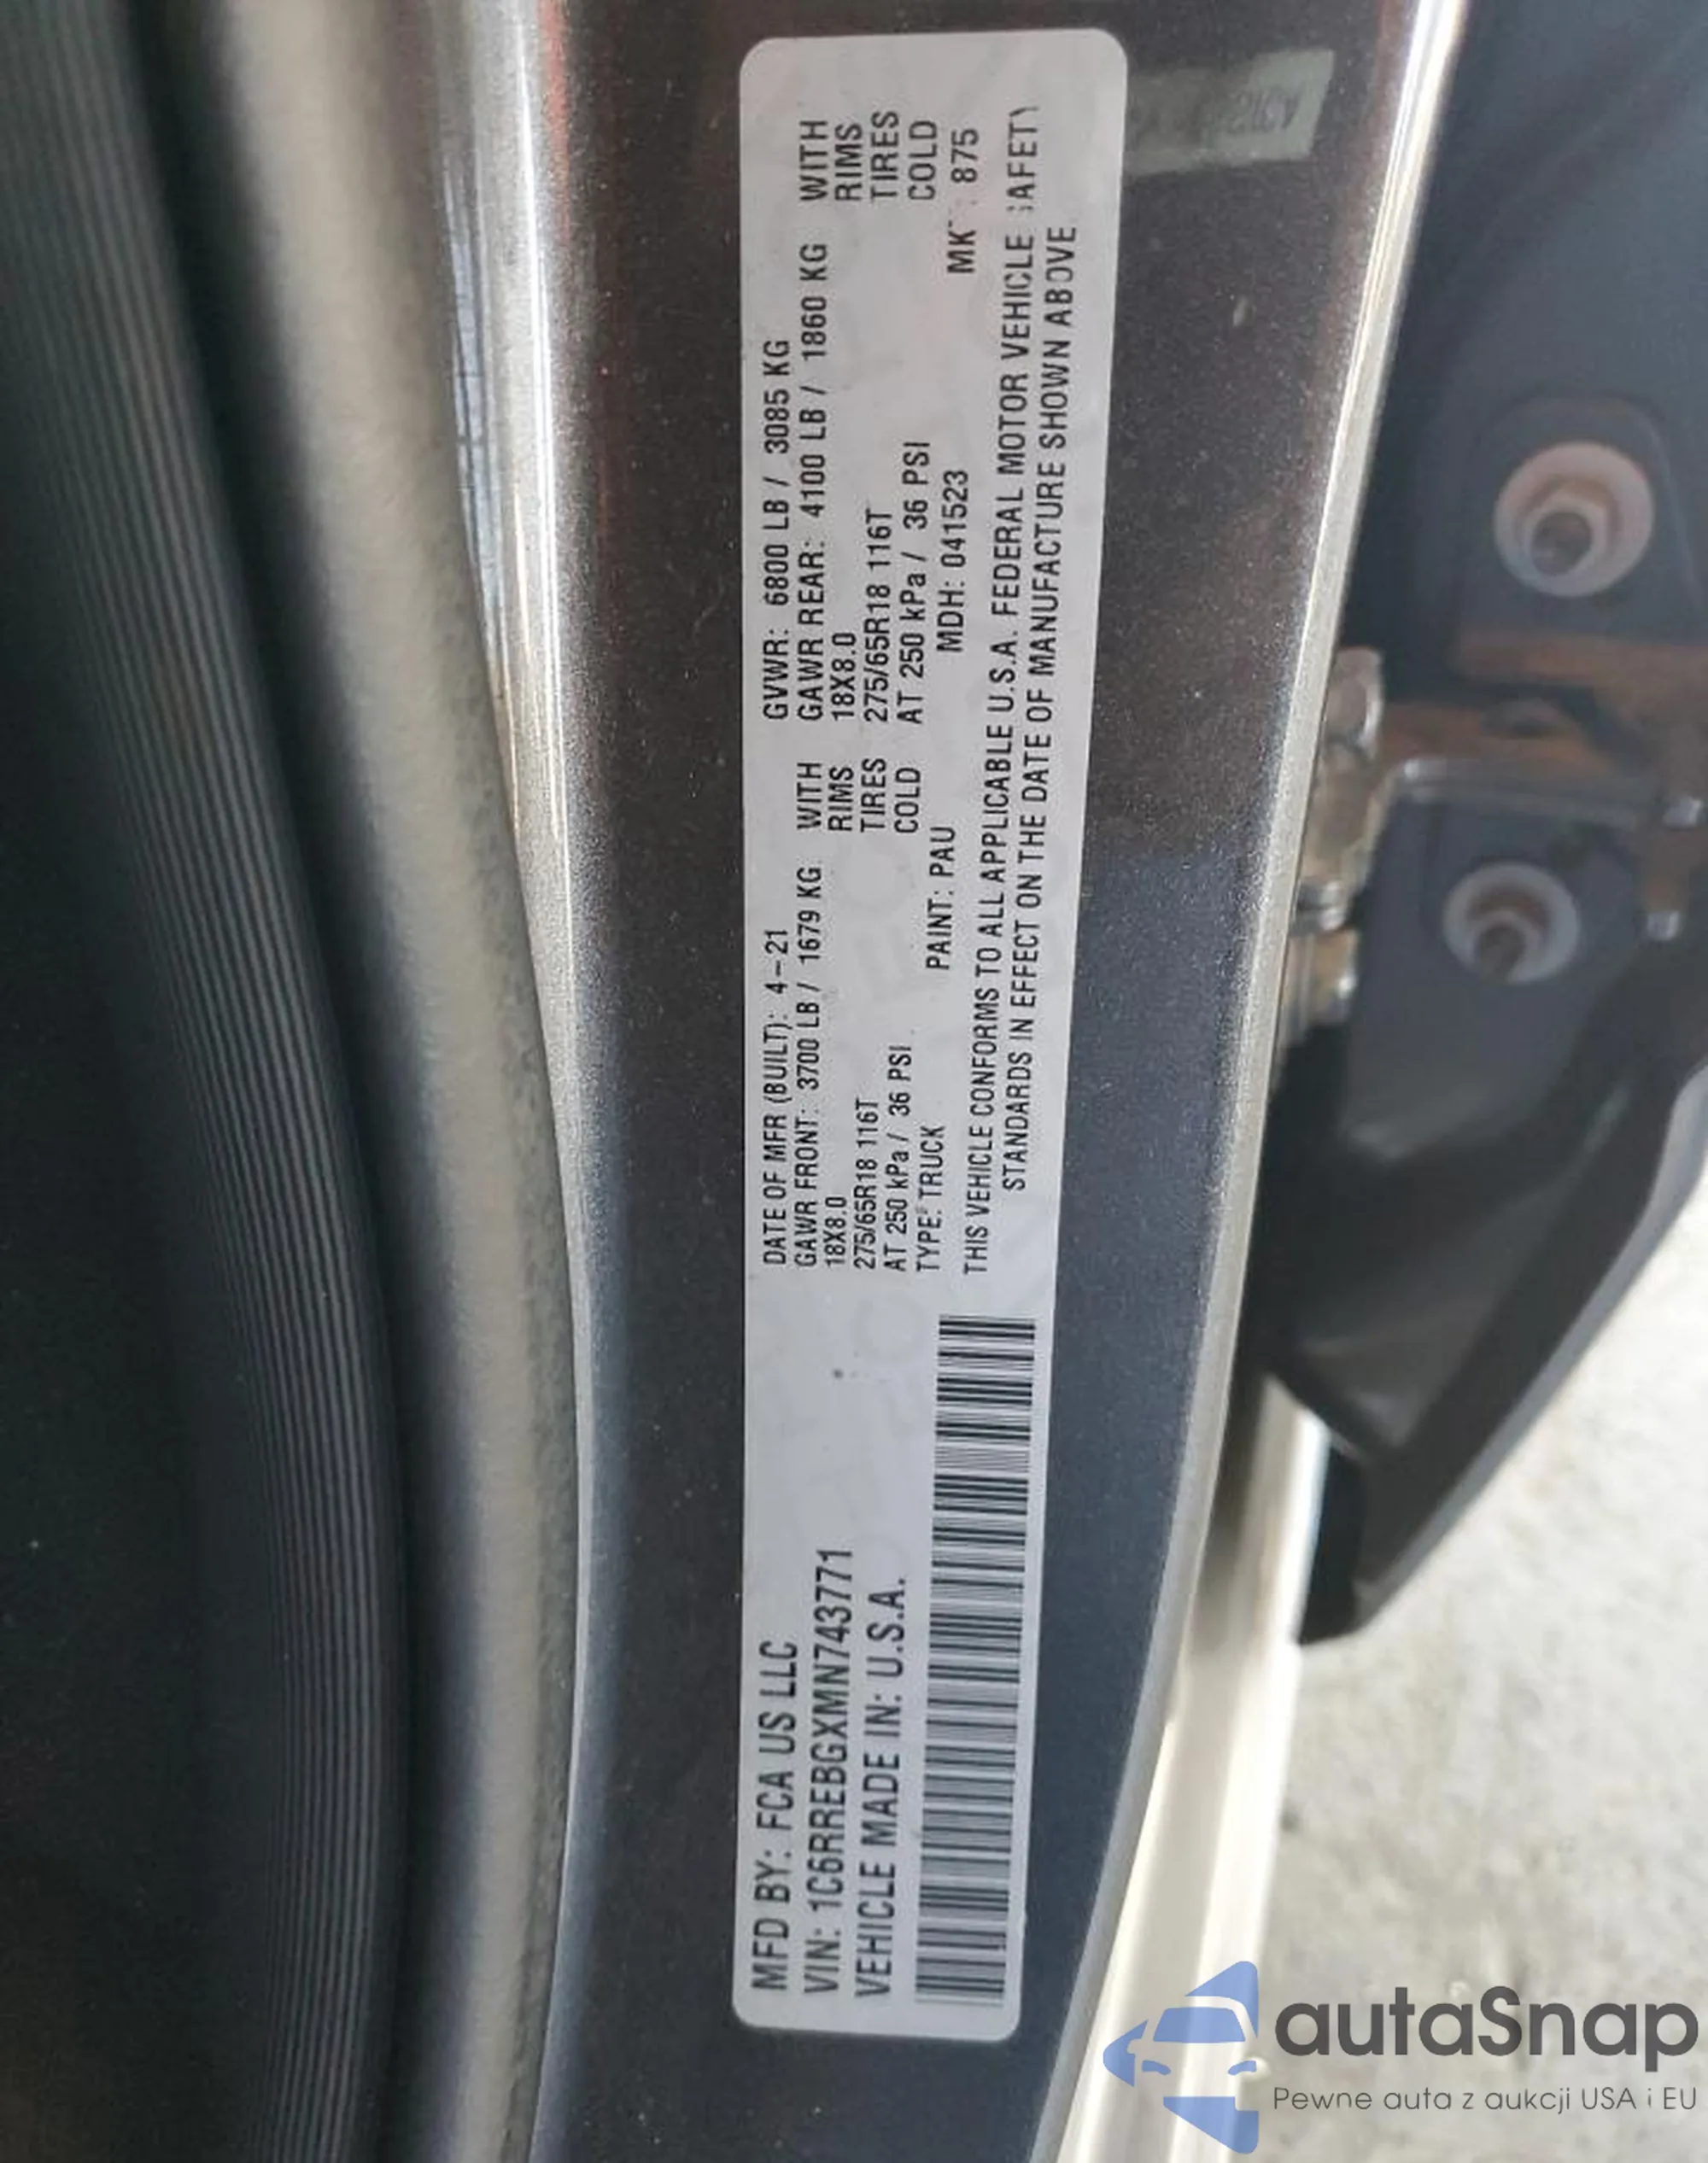 MFD BY: FCA US LLC
VIN: 1C6RREBGXMN743771
VEHICLE MADE IN: U.S.A.
DATE OF MFR (BUILT): 4-21
GAWR FRONT: 3700 LB / 1679 KG WITH
18X8.0 RIMS
275/65R18 116T TIRES
AT 250 kPa / 36 PSI COLD
GVWR: 6800 LB / 3085 KG
GAWR REAR: 4100 LB / 1860 KG WITH
18X8.0 RIMS
275/65R18 116T TIRES
AT 250 kPa / 36 PSI COLD
TYPE: TRUCK PAINT: PAU MDH: 041523 MK : 875
THIS VEHICLE CONFORMS TO ALL APPLICABLE U.S.A. FEDERAL MOTOR VEHICLE SAFETY
STANDARDS IN EFFECT ON THE DATE OF MANUFACTURE SHOWN ABOVE
autaSnap
Pewne auta z aukcji USA i EU